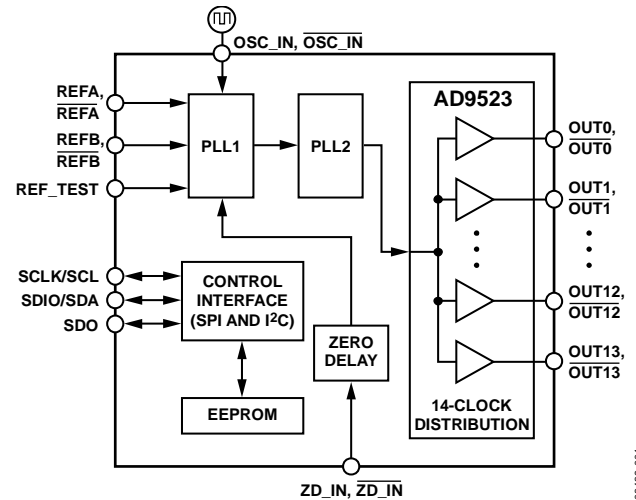 OSC_IN, OSC_IN
REFA,
REFA
REFB,
REFB
REF_TEST
PLL1
PLL2
AD9523
OUT0,
OUT0
OUT1,
OUT1
SCLK/SCL
SDIO/SDA
SDO
CONTROL
INTERFACE
(SPI AND I²C)
ZERO
DELAY
EEPROM
OUT12,
OUT12
OUT13,
OUT13
14-CLOCK
DISTRIBUTION
ZD_IN, ZD_IN